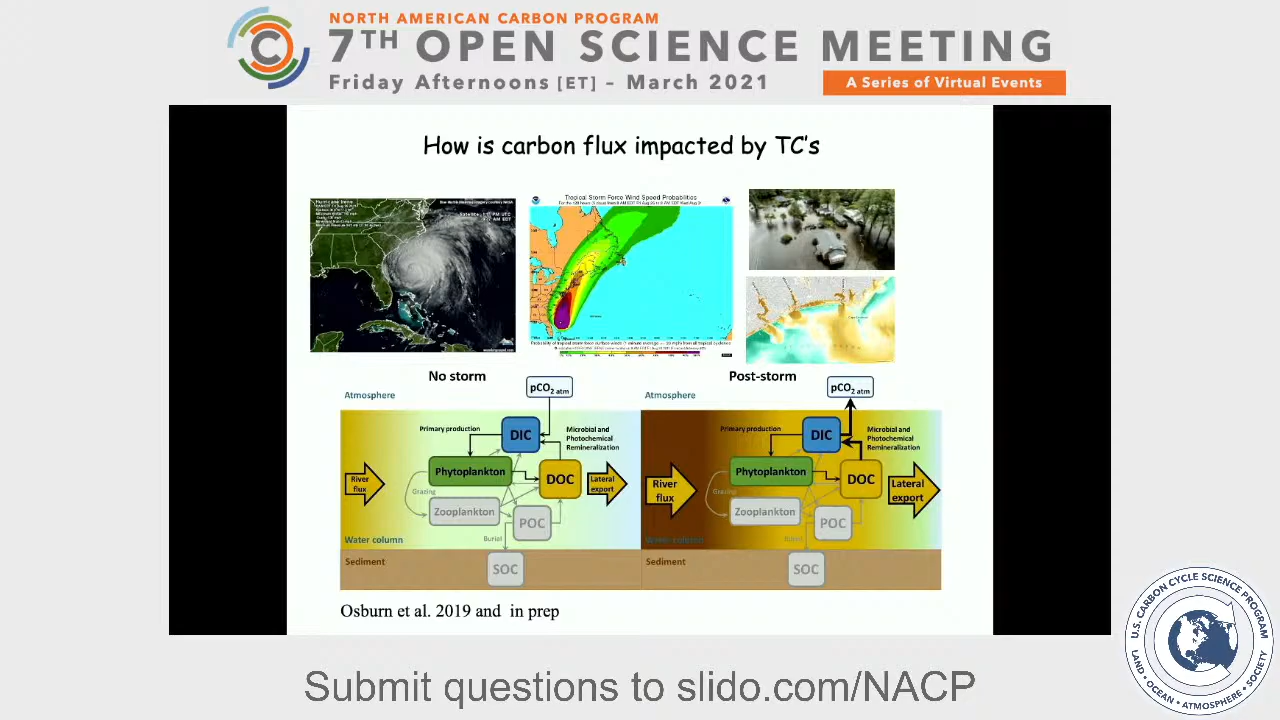 NORTH AMERICAN CARBON PROGRAM
7TH OPEN SCIENCE MEETING
Friday Afternoons [ET] – March 2021
A Series of Virtual Events
How is carbon flux impacted by TC's
Tropical Storm Force Wind Speed Probabilities
No storm
Post-storm
Atmosphere
pCO2 atm
Primary production
DIC
Microbial and
Photochemical
Remineralization
Phytoplankton
DOC
River
flux
Lateral
export
Grazing
Zooplankton
POC
Water column
Burial
Sediment
SOC
Atmosphere
pCO2 atm
Primary production
DIC
Microbial and
Photochemical
Remineralization
Phytoplankton
DOC
River
flux
Lateral
export
Grazing
Zooplankton
POC
Water column
Burial
Sediment
SOC
Osburn et al. 2019 and in prep
U.S. CARBON CYCLE SCIENCE PROGRAM
LAND • OCEAN • ATMOSPHERE • SOCIETY
Submit questions to slido.com/NACP